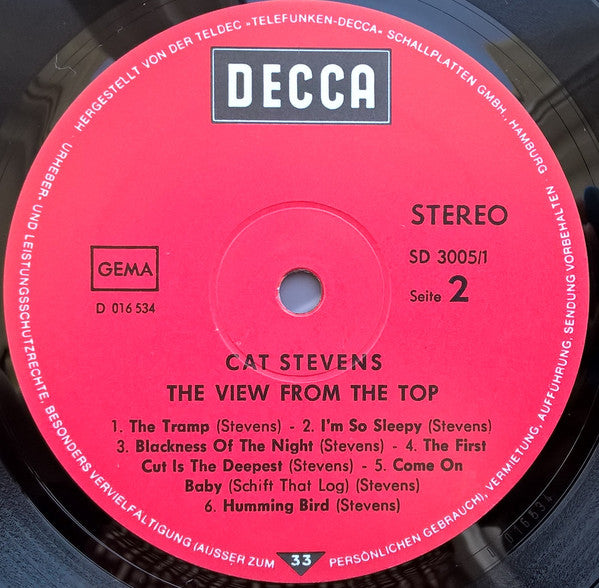 HERGESTELLT VON DER TELDEC »TELEFUNKEN-DECCA« SCHALLPLATTEN GMBH, HAMBURG
DECCA
STEREO
GEMA
SD 3005/1
D 016 534
Seite 2
CAT STEVENS
THE VIEW FROM THE TOP
1. The Tramp (Stevens) - 2. I'm So Sleepy (Stevens)
3. Blackness Of The Night (Stevens) - 4. The First
Cut Is The Deepest (Stevens) - 5. Come On
Baby (Schift That Log) (Stevens)
6. Humming Bird (Stevens)
33
URHEBER- UND LEISTUNGSSCHUTZRECHTE, BESONDERS VERVIELFÄLTIGUNG (AUSSER ZUM PERSÖNLICHEN GEBRAUCH), VERMIETUNG, AUFFÜHRUNG, SENDUNG VORBEHALTEN